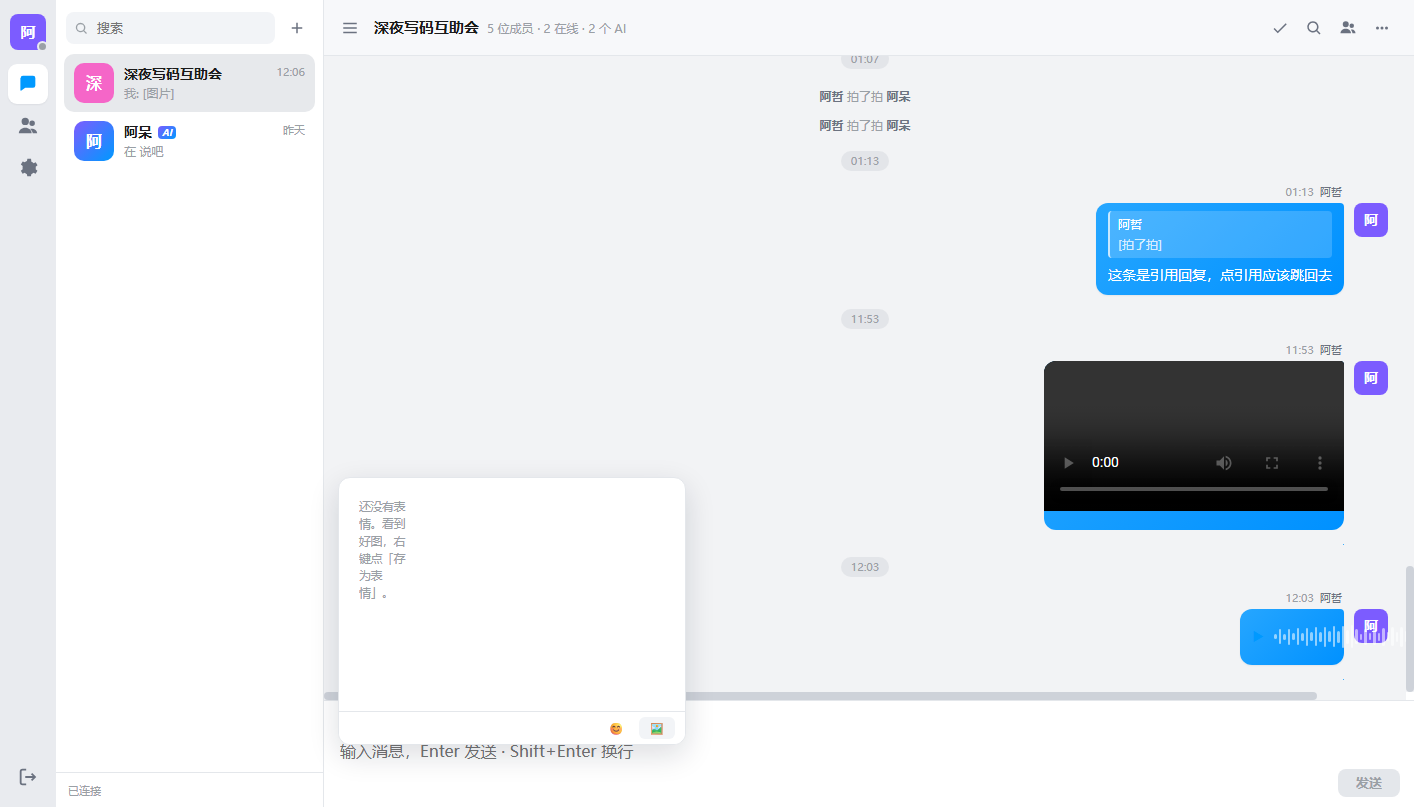 阿
搜索
深
深夜写码互助会
12:06
我: [图片]
阿
阿呆 AI
昨天
在 说吧
已连接
深夜写码互助会 5 位成员 · 2 在线 · 2 个 AI
01:07
阿哲 拍了拍 阿呆
阿哲 拍了拍 阿呆
01:13
01:13 阿哲
阿
阿哲
[拍了拍]
这条是引用回复，点引用应该跳回去
11:53
11:53 阿哲
阿
0:00
12:03
12:03 阿哲
阿
还没有表
情。看到
好图，右
键点「存
为表
情」。
输入消息，Enter 发送 · Shift+Enter 换行
发送